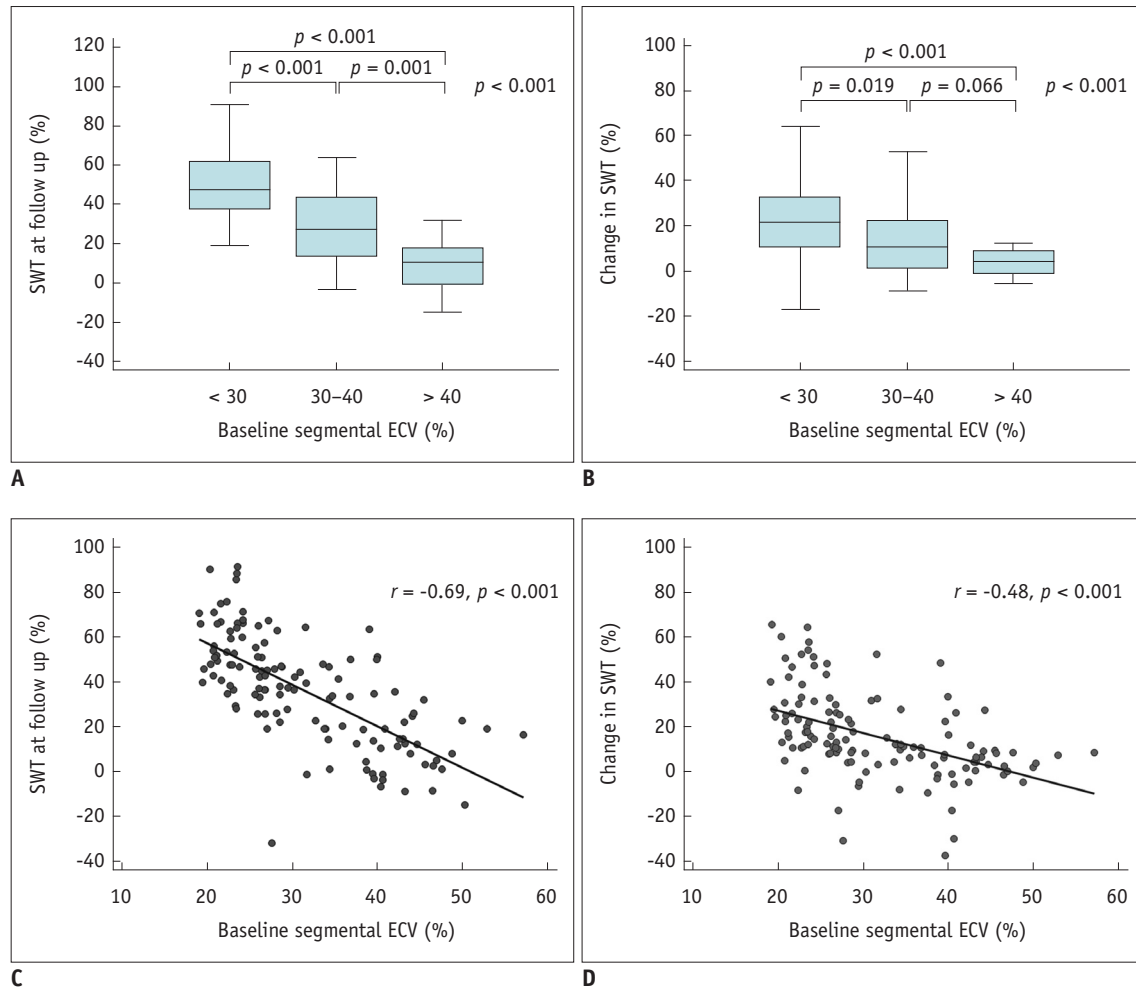 120
100
80
60
40
20
0
-20
-40
SWT at follow up (%)
p < 0.001
p < 0.001
p = 0.001
p < 0.001
< 30
30–40
> 40
Baseline segmental ECV (%)
A
100
80
60
40
20
0
-20
-40
Change in SWT (%)
p < 0.001
p = 0.019
p = 0.066
p < 0.001
< 30
30–40
> 40
Baseline segmental ECV (%)
B
100
80
60
40
20
0
-20
-40
SWT at follow up (%)
r = -0.69, p < 0.001
10
20
30
40
50
60
Baseline segmental ECV (%)
C
100
80
60
40
20
0
-20
-40
Change in SWT (%)
r = -0.48, p < 0.001
10
20
30
40
50
60
Baseline segmental ECV (%)
D